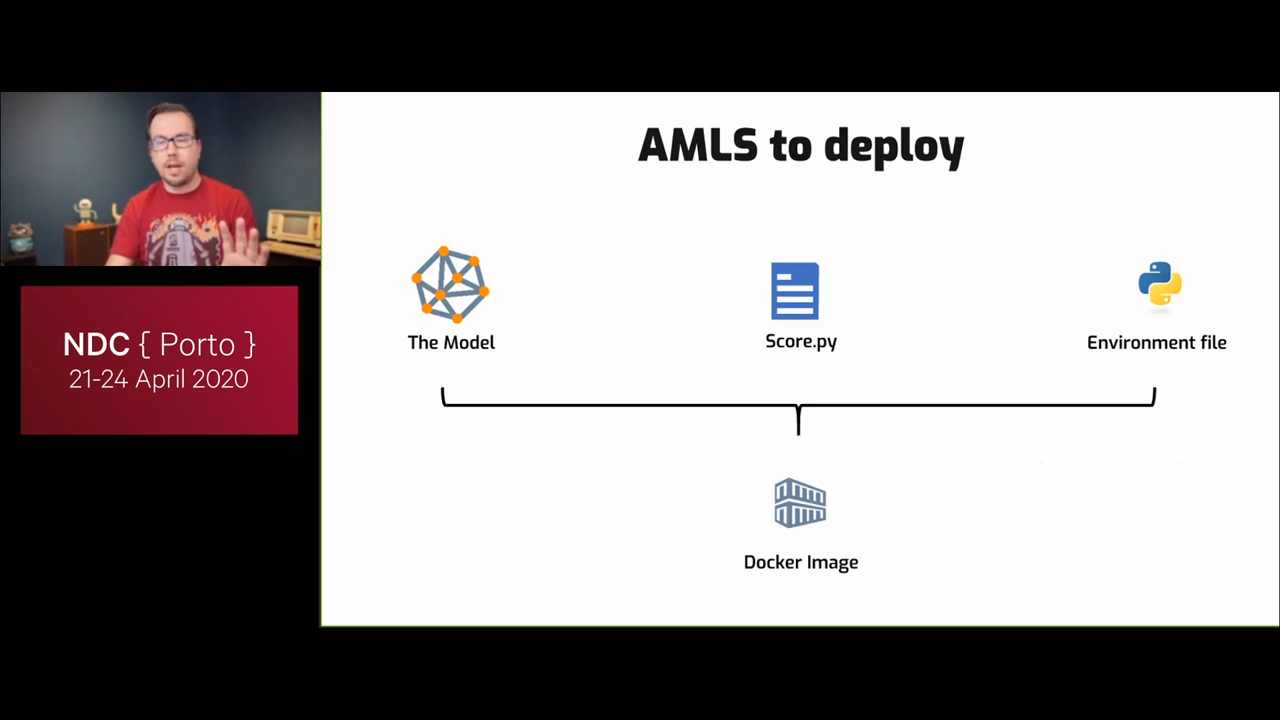 AMLS to deploy
The Model
Score.py
Environment file
Docker Image
NDC { Porto }
21-24 April 2020